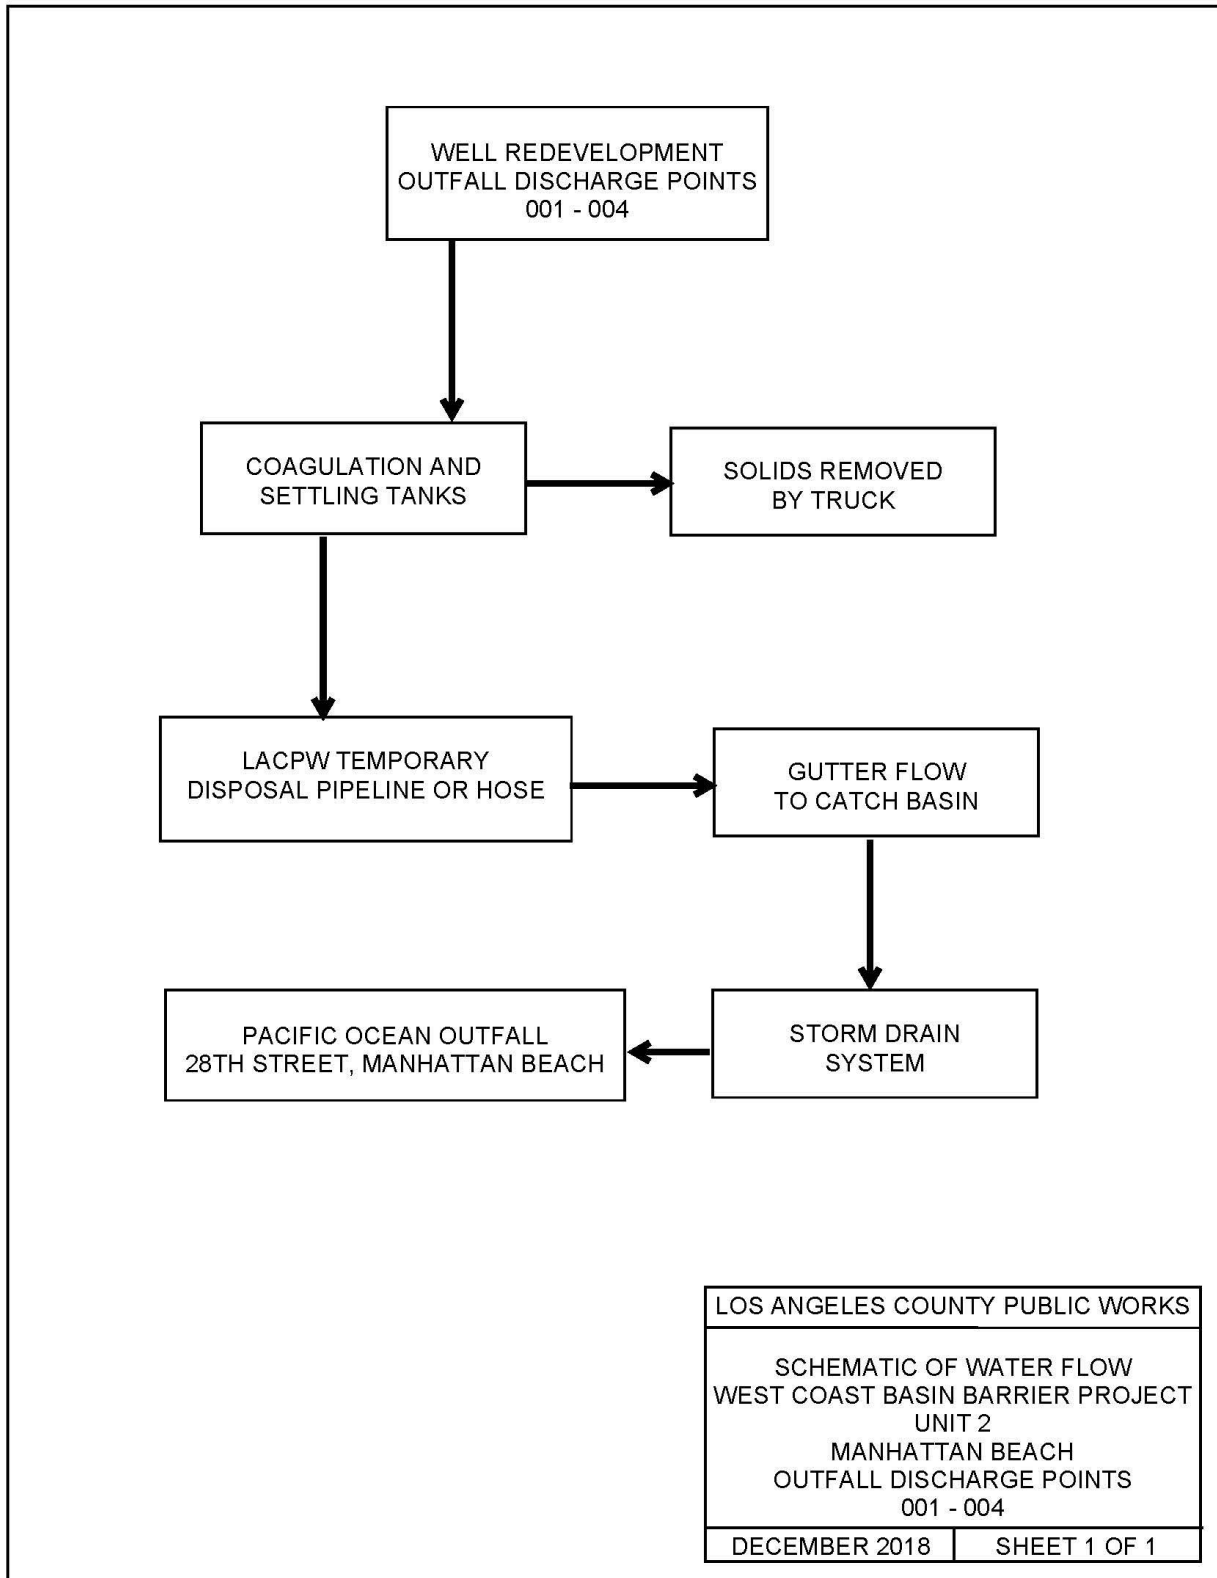 WELL REDEVELOPMENT
OUTFALL DISCHARGE POINTS
001 - 004
COAGULATION AND
SETTLING TANKS
SOLIDS REMOVED
BY TRUCK
LACPW TEMPORARY
DISPOSAL PIPELINE OR HOSE
GUTTER FLOW
TO CATCH BASIN
PACIFIC OCEAN OUTFALL
28TH STREET, MANHATTAN BEACH
STORM DRAIN
SYSTEM
LOS ANGELES COUNTY PUBLIC WORKS
SCHEMATIC OF WATER FLOW
WEST COAST BASIN BARRIER PROJECT
UNIT 2
MANHATTAN BEACH
OUTFALL DISCHARGE POINTS
001 - 004
DECEMBER 2018
SHEET 1 OF 1